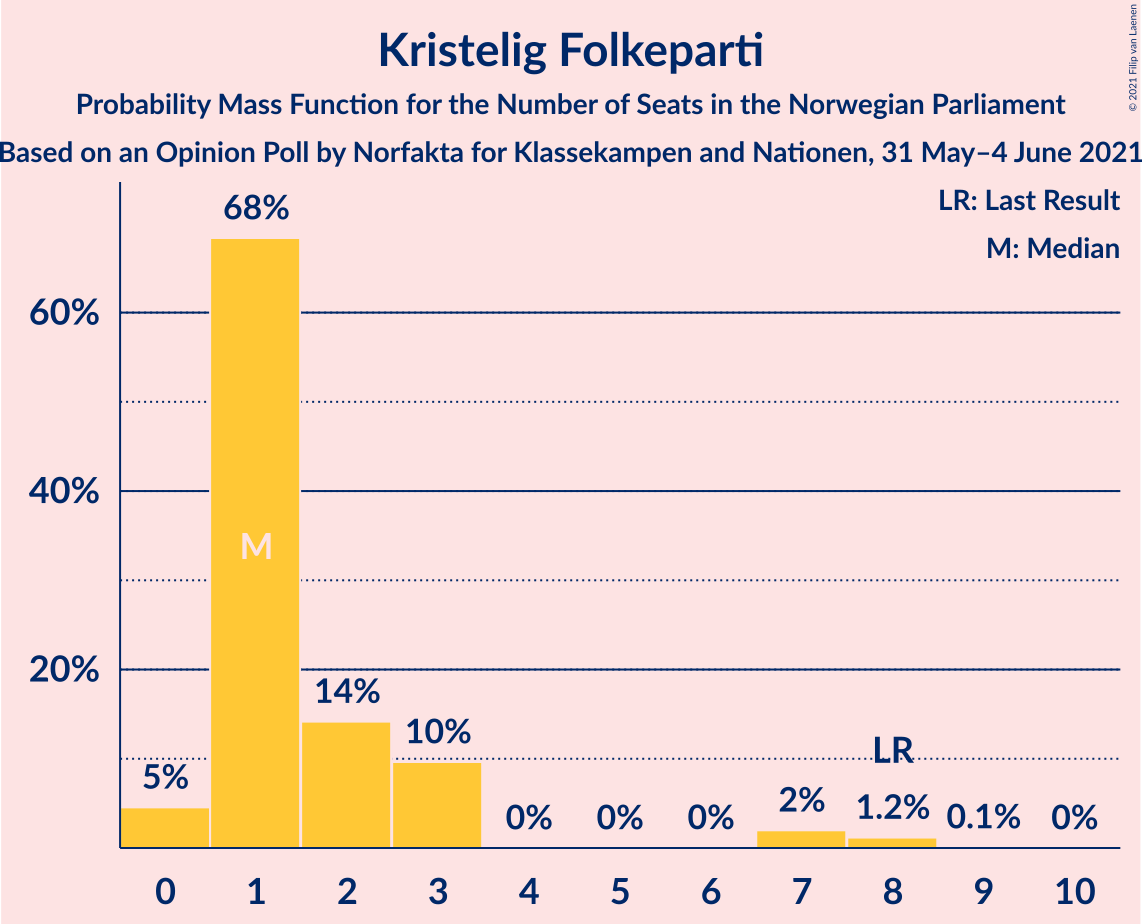 © 2021 Filip van Laenen
Kristelig Folkeparti
Probability Mass Function for the Number of Seats in the Norwegian Parliament
Based on an Opinion Poll by Norfakta for Klassekampen and Nationen, 31 May–4 June 2021
LR: Last Result
M: Median
68%
60%
40%
M
20%
14%
10%
LR
5%
2%
1.2%
0%
0%
0%
0.1%
0%
0 1 2 3 4 5 6 7 8 9 10